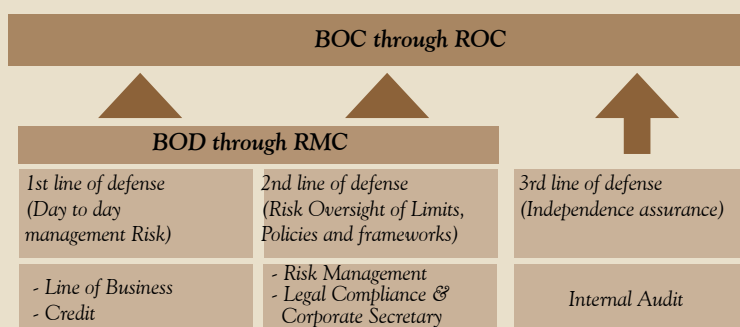 BOC through ROC
BOD through RMC
1st line of defense
(Day to day
management Risk)
2nd line of defense
(Risk Oversight of Limits,
Policies and frameworks)
3rd line of defense
(Independence assurance)
- Line of Business
- Credit
- Risk Management
- Legal Compliance &
Corporate Secretary
Internal Audit